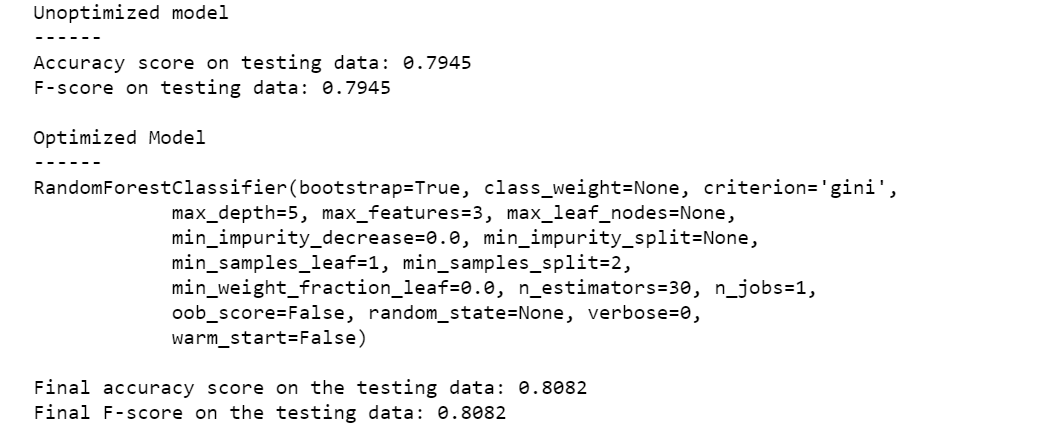 Unoptimized model
------
Accuracy score on testing data: 0.7945
F-score on testing data: 0.7945
Optimized Model
------
RandomForestClassifier(bootstrap=True, class_weight=None, criterion='gini',
max_depth=5, max_features=3, max_leaf_nodes=None,
min_impurity_decrease=0.0, min_impurity_split=None,
min_samples_leaf=1, min_samples_split=2,
min_weight_fraction_leaf=0.0, n_estimators=30, n_jobs=1,
oob_score=False, random_state=None, verbose=0,
warm_start=False)
Final accuracy score on the testing data: 0.8082
Final F-score on the testing data: 0.8082